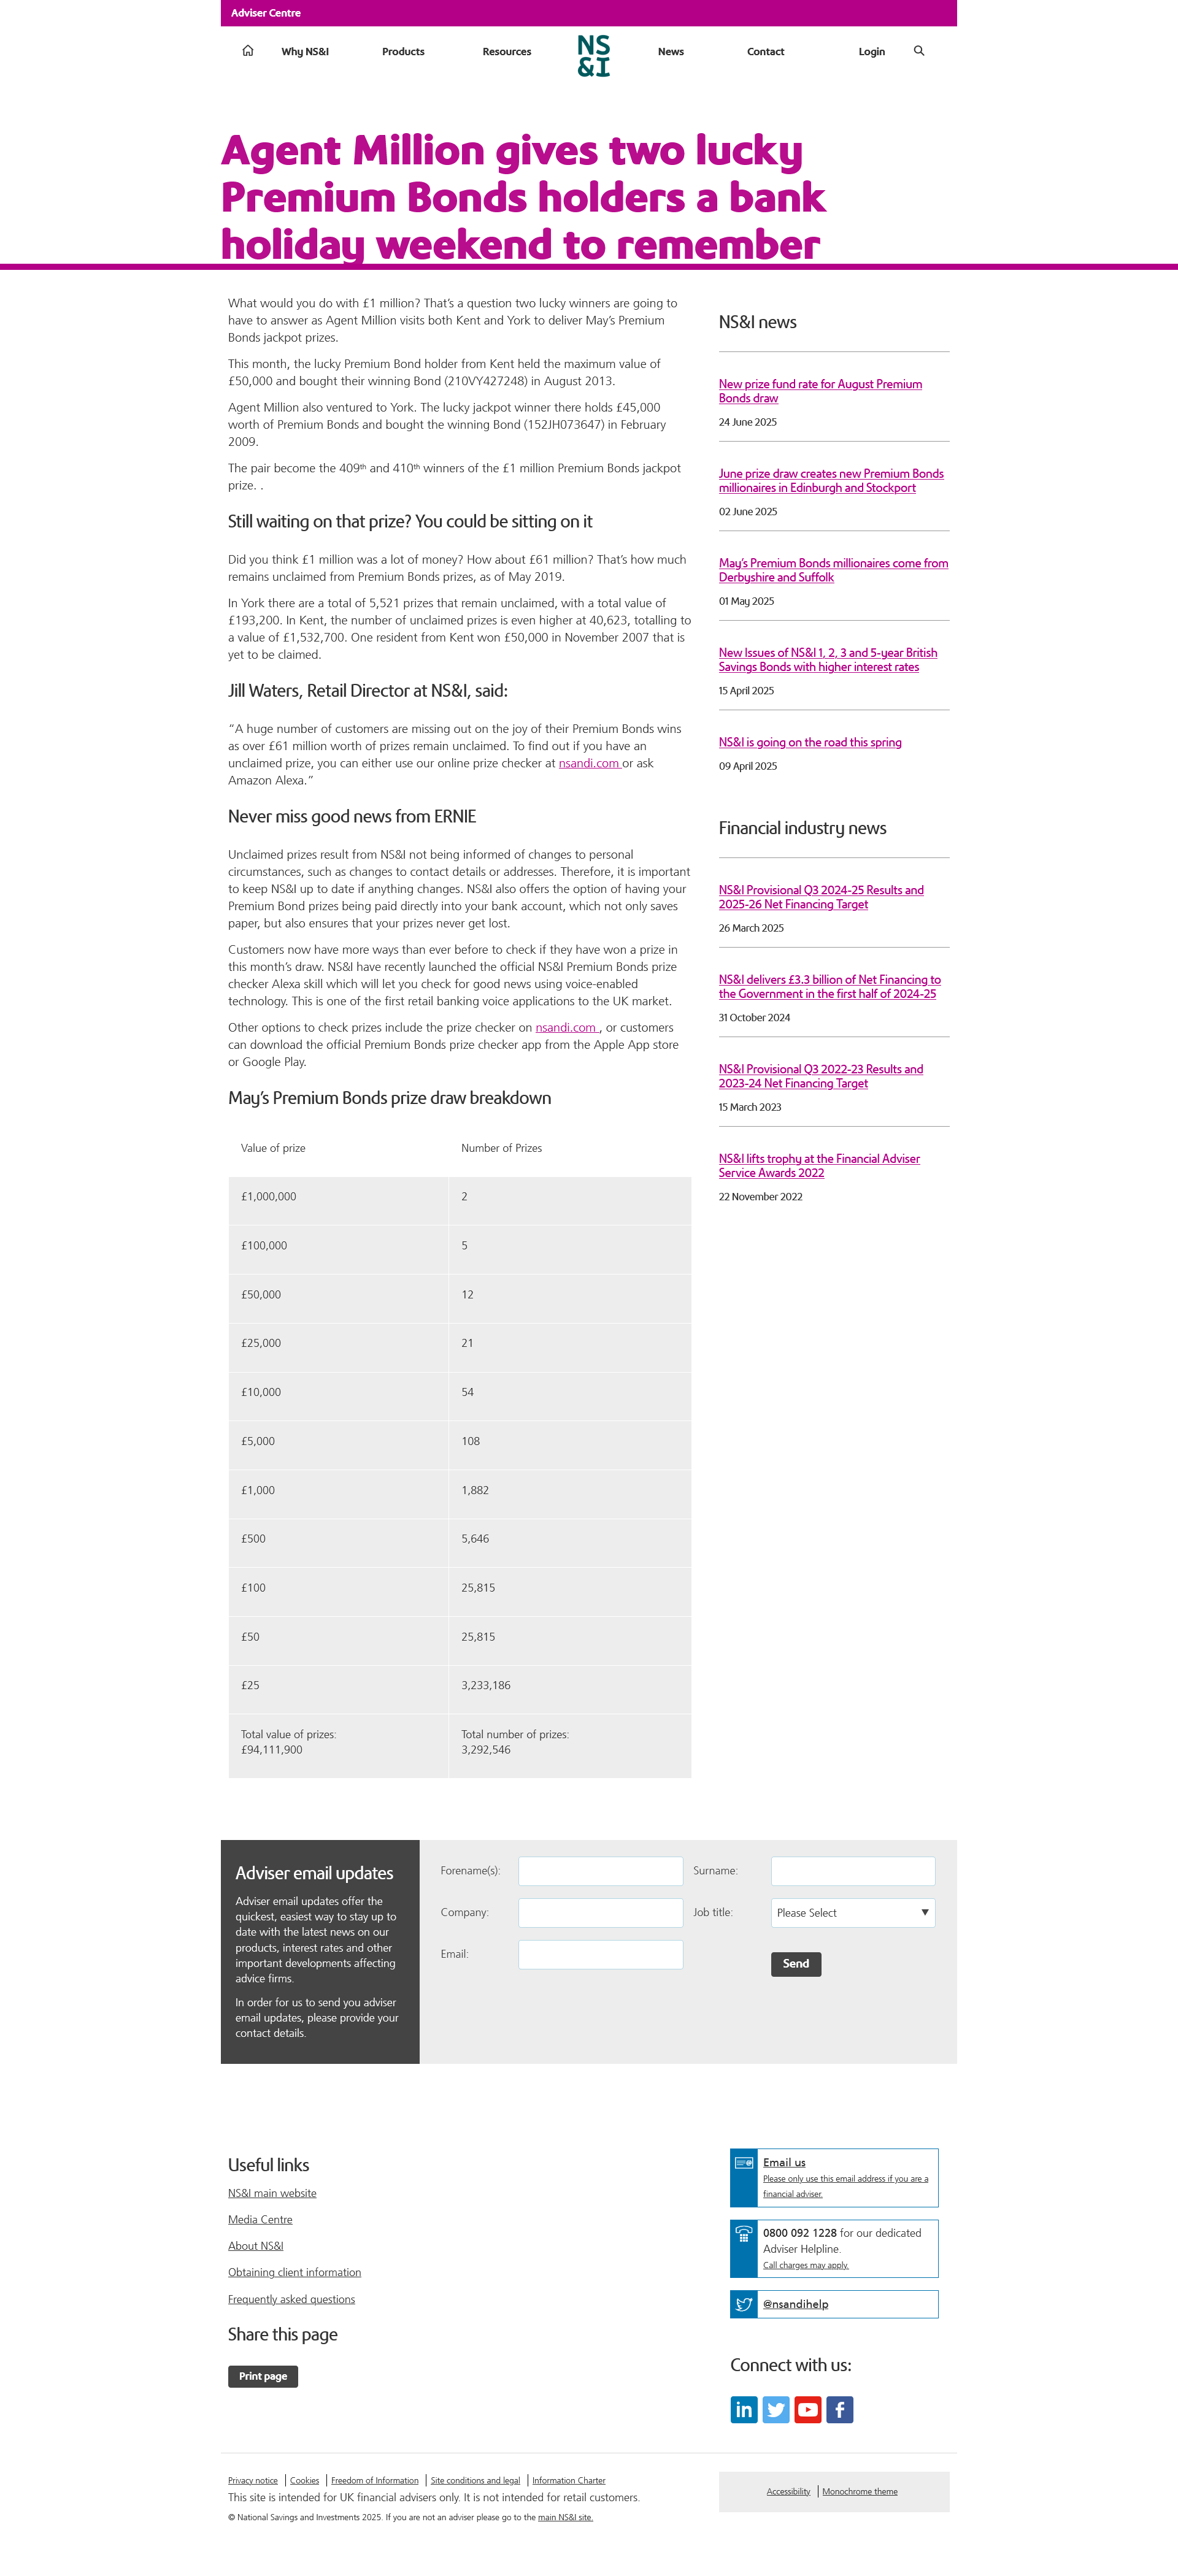 Adviser Centre
Why NS&I
Products
Resources
NS
&I
News
Contact
Login
Agent Million gives two lucky
Premium Bonds holders a bank
holiday weekend to remember
What would you do with £1 million? That’s a question two lucky winners are going to
have to answer as Agent Million visits both Kent and York to deliver May’s Premium
Bonds jackpot prizes.
This month, the lucky Premium Bond holder from Kent held the maximum value of
£50,000 and bought their winning Bond (210VY427248) in August 2013.
Agent Million also ventured to York. The lucky jackpot winner there holds £45,000
worth of Premium Bonds and bought the winning Bond (152JH073647) in February
2009.
The pair become the 409th and 410th winners of the £1 million Premium Bonds jackpot
prize. .
Still waiting on that prize? You could be sitting on it
Did you think £1 million was a lot of money? How about £61 million? That’s how much
remains unclaimed from Premium Bonds prizes, as of May 2019.
In York there are a total of 5,521 prizes that remain unclaimed, with a total value of
£193,200. In Kent, the number of unclaimed prizes is even higher at 40,623, totalling to
a value of £1,532,700. One resident from Kent won £50,000 in November 2007 that is
yet to be claimed.
Jill Waters, Retail Director at NS&I, said:
“A huge number of customers are missing out on the joy of their Premium Bonds wins
as over £61 million worth of prizes remain unclaimed. To find out if you have an
unclaimed prize, you can either use our online prize checker at nsandi.com or ask
Amazon Alexa.”
Never miss good news from ERNIE
Unclaimed prizes result from NS&I not being informed of changes to personal
circumstances, such as changes to contact details or addresses. Therefore, it is important
to keep NS&I up to date if anything changes. NS&I also offers the option of having your
Premium Bond prizes being paid directly into your bank account, which not only saves
paper, but also ensures that your prizes never get lost.
Customers now have more ways than ever before to check if they have won a prize in
this month’s draw. NS&I have recently launched the official NS&I Premium Bonds prize
checker Alexa skill which will let you check for good news using voice-enabled
technology. This is one of the first retail banking voice applications to the UK market.
Other options to check prizes include the prize checker on nsandi.com , or customers
can download the official Premium Bonds prize checker app from the Apple App store
or Google Play.
May’s Premium Bonds prize draw breakdown
Value of prize
Number of Prizes
£1,000,000
2
£100,000
5
£50,000
12
£25,000
21
£10,000
54
£5,000
108
£1,000
1,882
£500
5,646
£100
25,815
£50
25,815
£25
3,233,186
Total value of prizes:
£94,111,900
Total number of prizes:
3,292,546
NS&I news
New prize fund rate for August Premium
Bonds draw
24 June 2025
June prize draw creates new Premium Bonds
millionaires in Edinburgh and Stockport
02 June 2025
May’s Premium Bonds millionaires come from
Derbyshire and Suffolk
01 May 2025
New Issues of NS&I 1, 2, 3 and 5-year British
Savings Bonds with higher interest rates
15 April 2025
NS&I is going on the road this spring
09 April 2025
Financial industry news
NS&I Provisional Q3 2024-25 Results and
2025-26 Net Financing Target
26 March 2025
NS&I delivers £3.3 billion of Net Financing to
the Government in the first half of 2024-25
31 October 2024
NS&I Provisional Q3 2022-23 Results and
2023-24 Net Financing Target
15 March 2023
NS&I lifts trophy at the Financial Adviser
Service Awards 2022
22 November 2022
Adviser email updates
Adviser email updates offer the
quickest, easiest way to stay up to
date with the latest news on our
products, interest rates and other
important developments affecting
advice firms.
In order for us to send you adviser
email updates, please provide your
contact details.
Forename(s):
Surname:
Company:
Job title:
Please Select
Email:
Send
Useful links
NS&I main website
Media Centre
About NS&I
Obtaining client information
Frequently asked questions
Share this page
Print page
Email us
Please only use this email address if you are a
financial adviser.
0800 092 1228 for our dedicated
Adviser Helpline.
Call charges may apply.
@nsandihelp
Connect with us:
Privacy notice
Cookies
Freedom of Information
Site conditions and legal
Information Charter
This site is intended for UK financial advisers only. It is not intended for retail customers.
© National Savings and Investments 2025. If you are not an adviser please go to the main NS&I site.
Accessibility
Monochrome theme